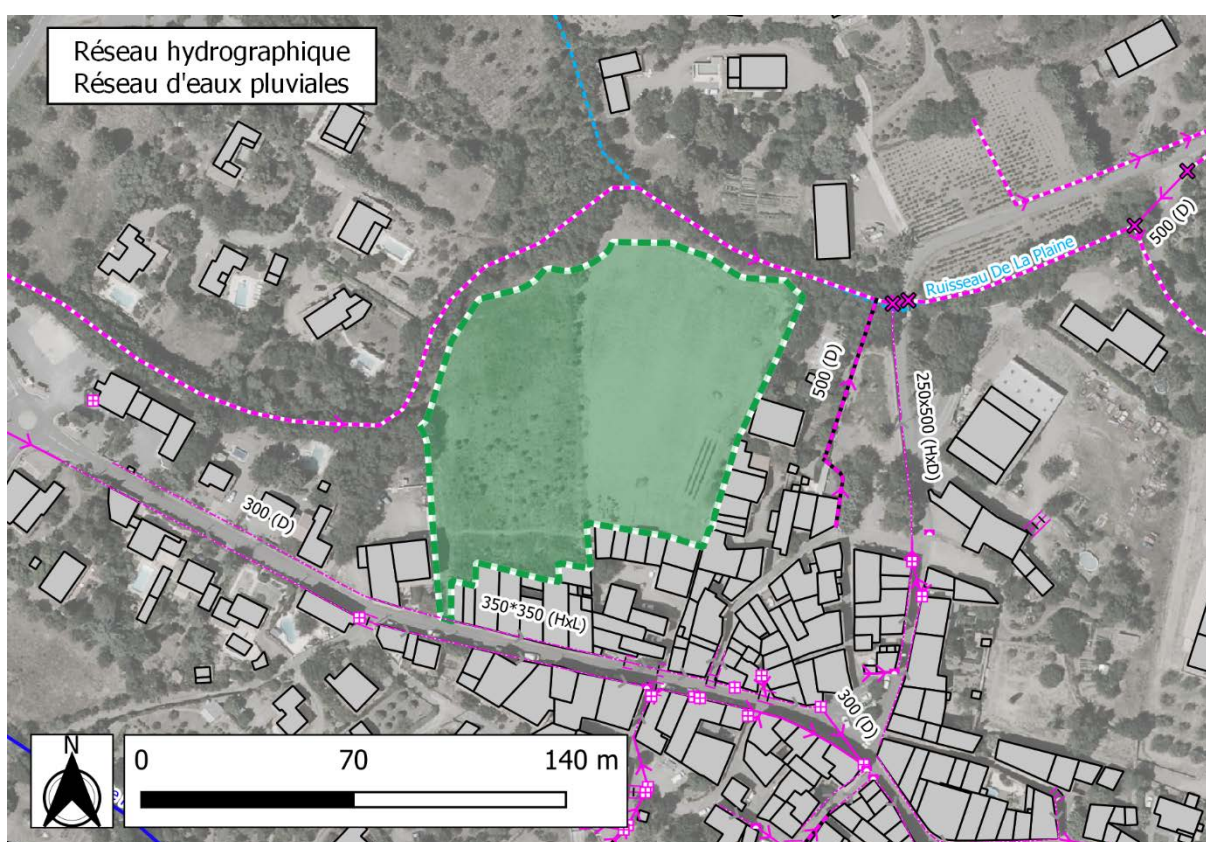 Réseau hydrographique
Réseau d'eaux pluviales
500 (D)
Ruisseau De La Plaine
500 (D)
250x500 (HxD)
300 (D)
350*350 (HxL)
300 (D)
N
0 70 140 m